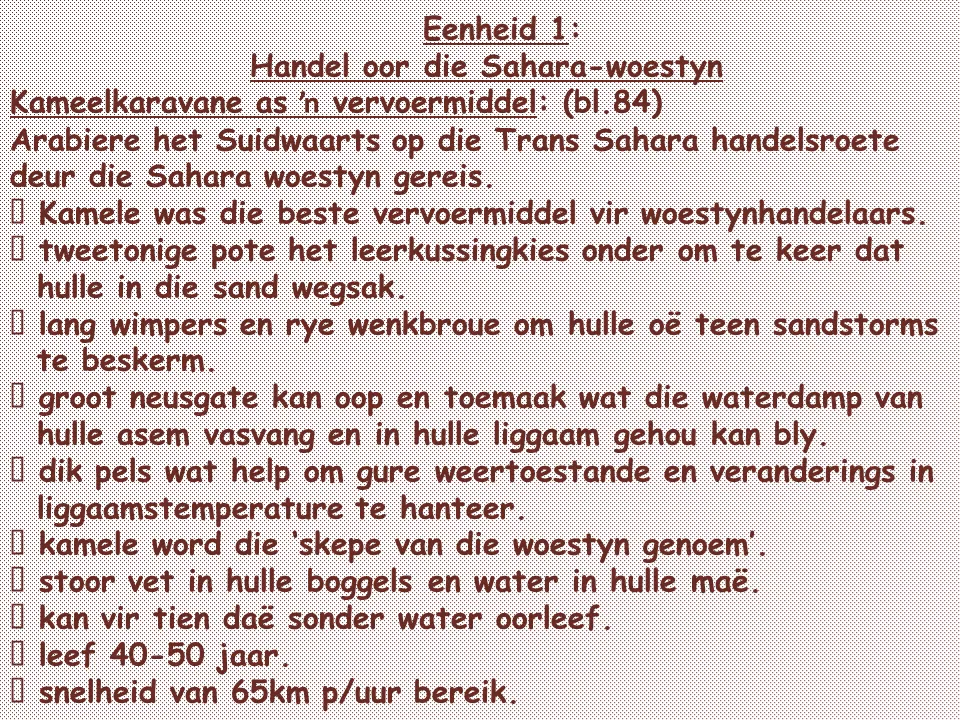 Eenheid 1:
Handel oor die Sahara-woestyn
Kameelkaravane as ’n vervoermiddel: (bl.84)
Arabiere het Suidwaarts op die Trans Sahara handelsroete
deur die Sahara woestyn gereis.
 Kamele was die beste vervoermiddel vir woestynhandelaars.
 tweetonige pote het leerkussingkies onder om te keer dat
hulle in die sand wegsak.
 lang wimpers en rye wenkbroue om hulle oë teen sandstorms
te beskerm.
 groot neusgate kan oop en toemaak wat die waterdamp van
hulle asem vasvang en in hulle liggaam gehou kan bly.
 dik pels wat help om gure weertoestande en veranderings in
liggaamstemperature te hanteer.
 kamele word die ‘skepe van die woestyn genoem’.
 stoor vet in hulle boggels en water in hulle maë.
 kan vir tien daë sonder water oorleef.
 leef 40-50 jaar.
 snelheid van 65km p/uur bereik.